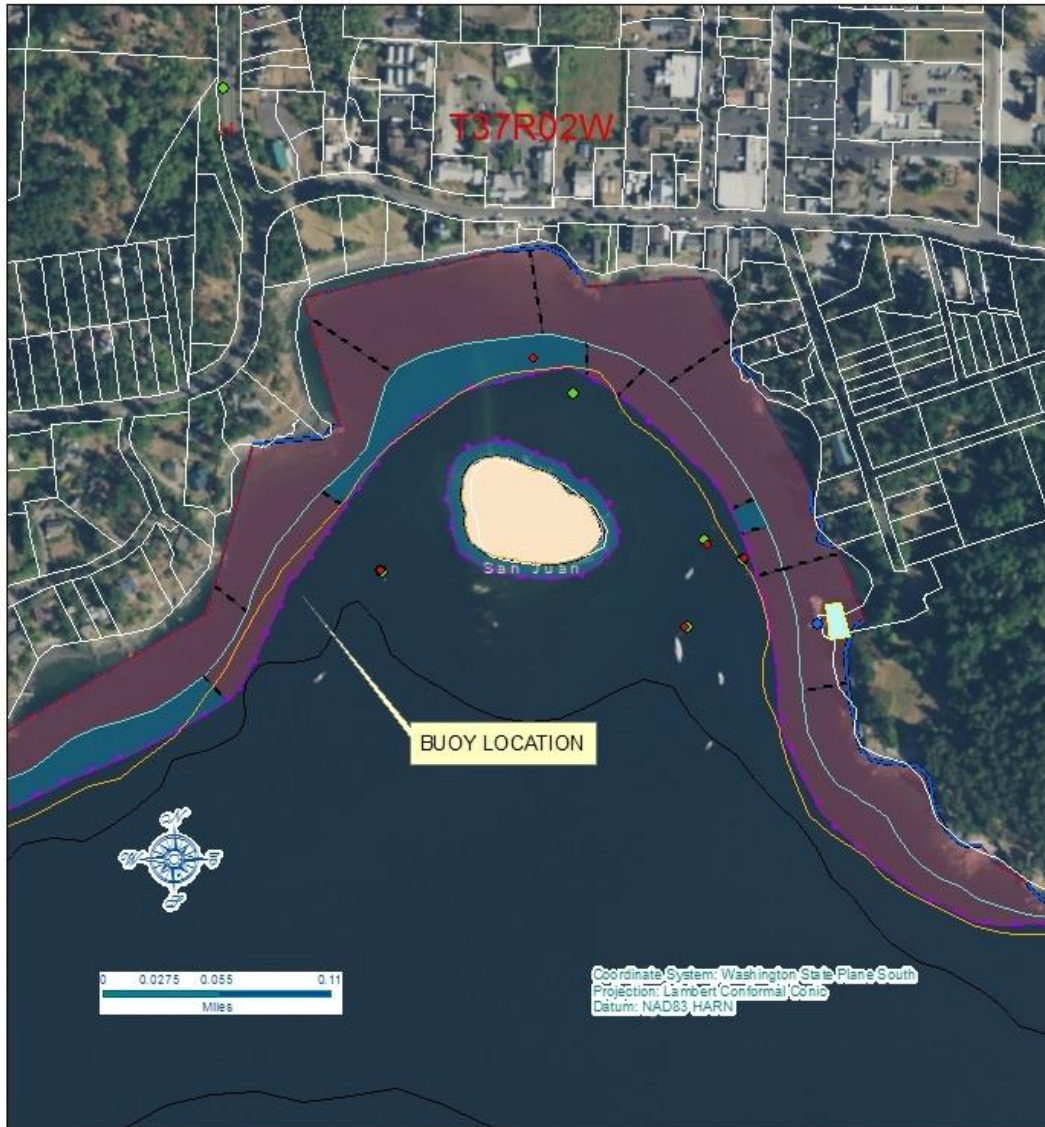 14
T37R02W
San Juan
BUOY LOCATION
N
W E
S
0 0.0275 0.055 0.11
Miles
Coordinate System: Washington State Plane South
Projection: Lambert Conformal Conic
Datum: NAD83 HARN